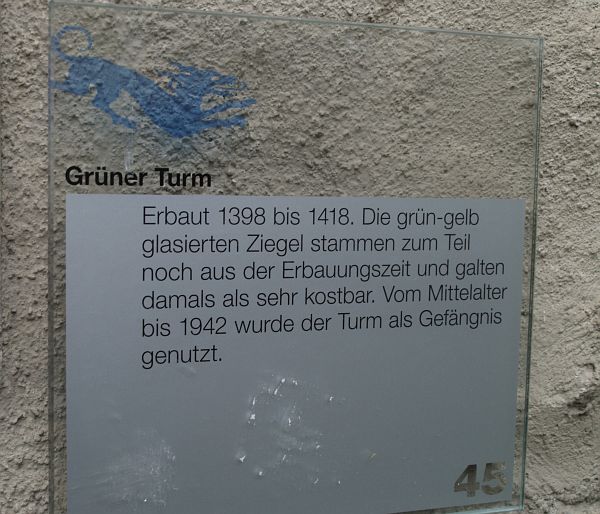 Grüner Turm
Erbaut 1398 bis 1418. Die grün-gelb
glasierten Ziegel stammen zum Teil
noch aus der Erbauungszeit und galten
damals als sehr kostbar. Vom Mittelalter
bis 1942 wurde der Turm als Gefängnis
genutzt.
45